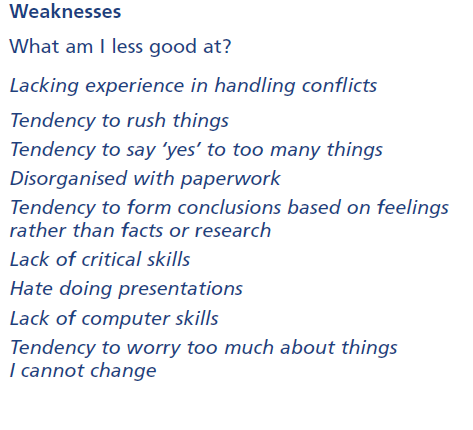 Weaknesses
What am I less good at?
Lacking experience in handling conflicts
Tendency to rush things
Tendency to say ‘yes’ to too many things
Disorganised with paperwork
Tendency to form conclusions based on feelings
rather than facts or research
Lack of critical skills
Hate doing presentations
Lack of computer skills
Tendency to worry too much about things
I cannot change